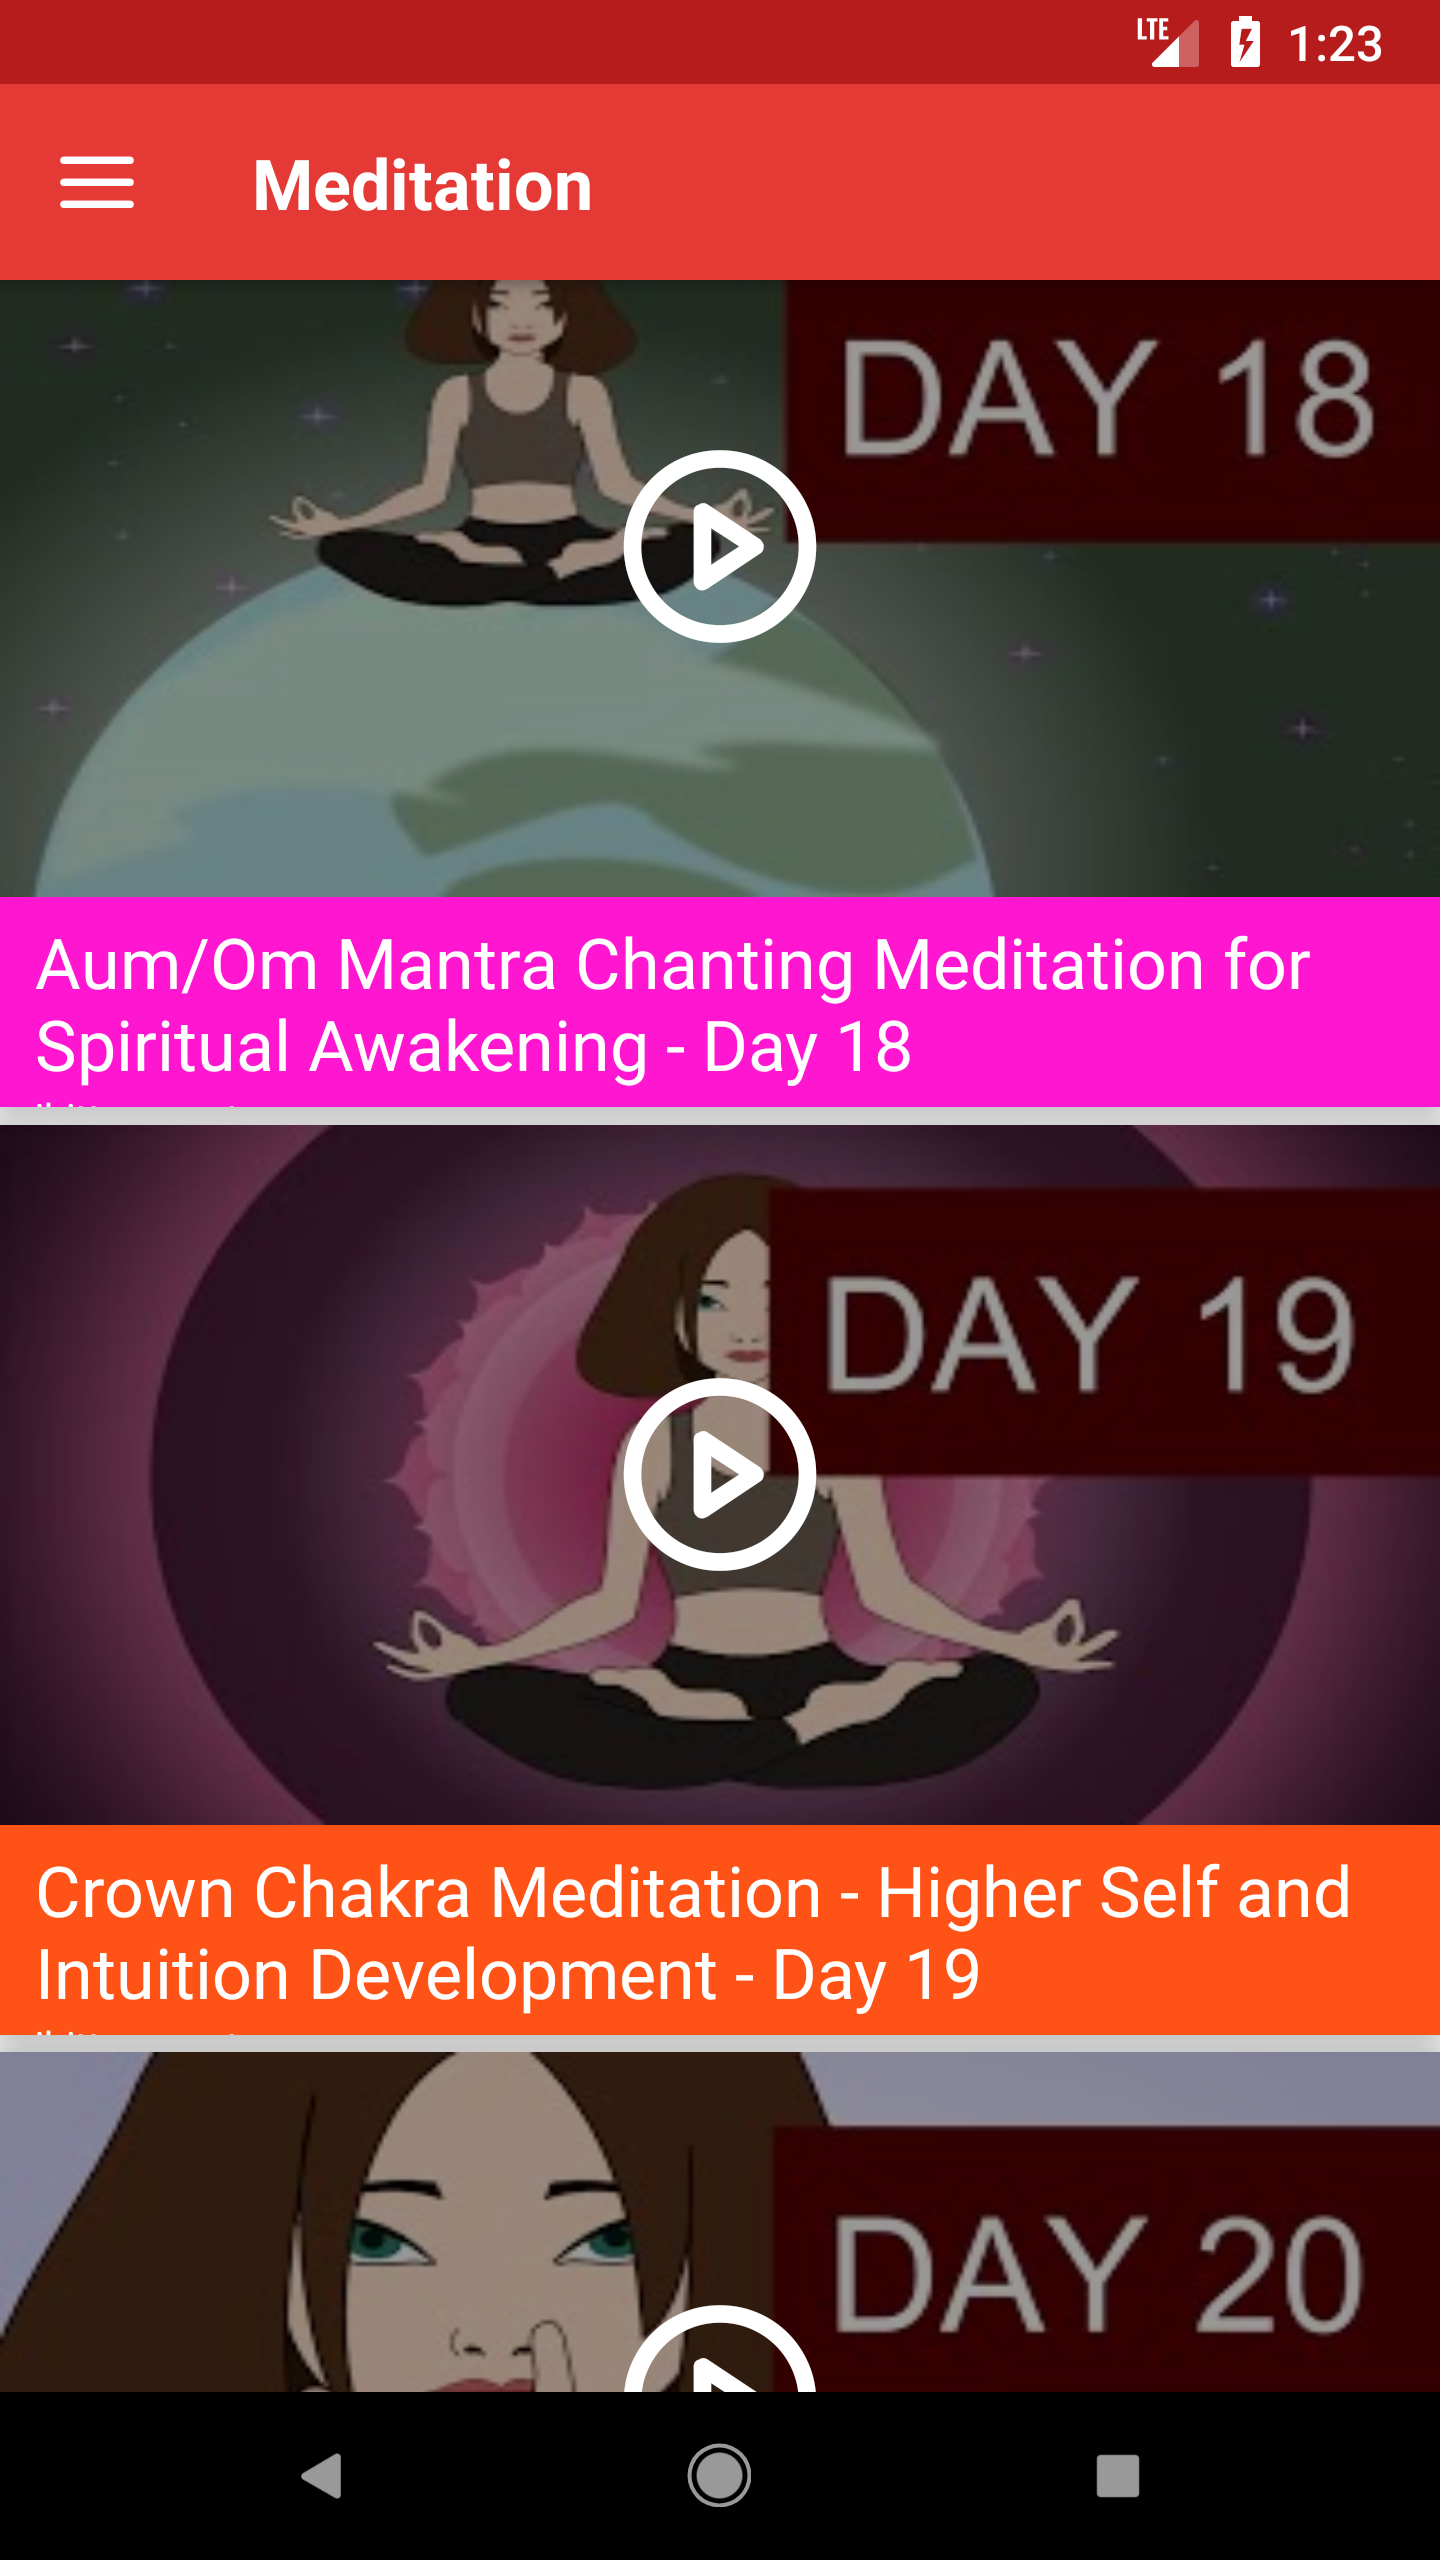 LTE 1:23
Meditation
DAY 18
Aum/Om Mantra Chanting Meditation for
Spiritual Awakening - Day 18
DAY 19
Crown Chakra Meditation - Higher Self and
Intuition Development - Day 19
DAY 20